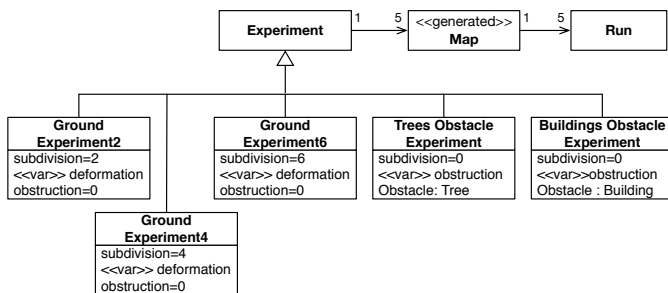 Experiment
1
5
<<generated>>
Map
1
5
Run
Ground
Experiment2
subdivision=2
<<var>> deformation
obstruction=0
Ground
Experiment6
subdivision=6
<<var>> deformation
obstruction=0
Trees Obstacle
Experiment
subdivision=0
<<var>> obstruction
Obstacle: Tree
Buildings Obstacle
Experiment
subdivision=0
<<var>>obstruction
Obstacle : Building
Ground
Experiment4
subdivision=4
<<var>> deformation
obstruction=0